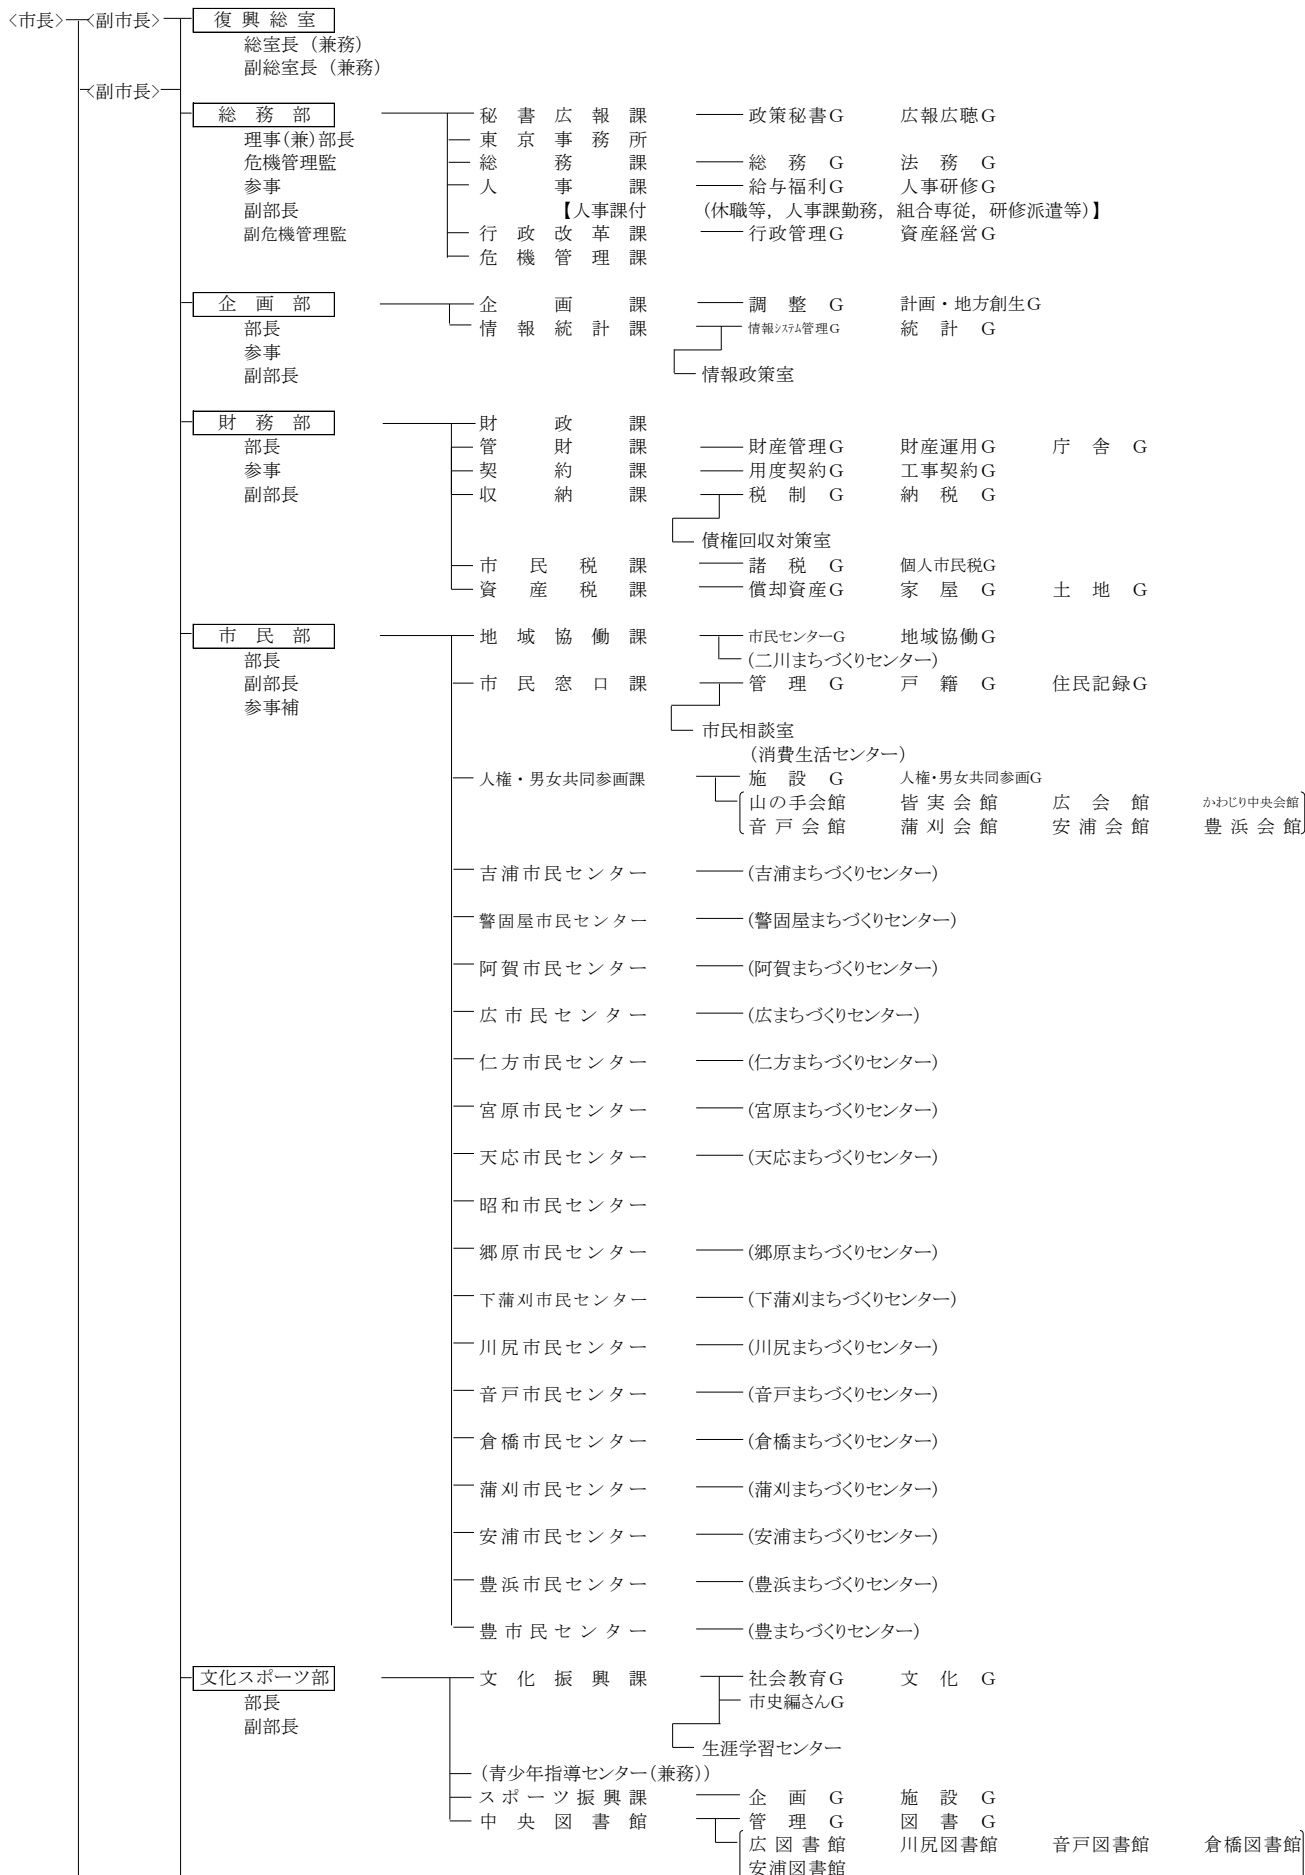 〈市長〉 〈副市長〉 復興総室
総室長（兼務）
副総室長（兼務）
〈副市長〉
総務部 秘書広報課 政策秘書G 広報広聴G
理事(兼)部長 東京事務所
危機管理監 総務課 総務G 法務G
参事 人事課 給与福利G 人事研修G
副部長 【人事課付 （休職等，人事課勤務，組合専従，研修派遣等）】
副危機管理監 行政改革課 行政管理G 資産経営G
危機管理課
企画部 企画課 調整G 計画・地方創生G
部長 情報統計課 情報ｼｽﾃﾑ管理G 統計G
参事
副部長 情報政策室
財務部 財政課
部長 管財課 財産管理G 財産運用G 庁舎G
参事 契約課 用度契約G 工事契約G
副部長 収納課 税制G 納税G
債権回収対策室
市民税課 諸税G 個人市民税G
資産税課 償却資産G 家屋G 土地G
市民部 地域協働課 市民センターG 地域協働G
部長 （二川まちづくりセンター）
副部長 市民窓口課 管理G 戸籍G 住民記録G
参事補
市民相談室
（消費生活センター）
人権・男女共同参画課 施設G 人権・男女共同参画G
山の手会館 皆実会館 広会館 かわじり中央会館
音戸会館 蒲刈会館 安浦会館 豊浜会館
吉浦市民センター （吉浦まちづくりセンター）
警固屋市民センター （警固屋まちづくりセンター）
阿賀市民センター （阿賀まちづくりセンター）
広市民センター （広まちづくりセンター）
仁方市民センター （仁方まちづくりセンター）
宮原市民センター （宮原まちづくりセンター）
天応市民センター （天応まちづくりセンター）
昭和市民センター
郷原市民センター （郷原まちづくりセンター）
下蒲刈市民センター （下蒲刈まちづくりセンター）
川尻市民センター （川尻まちづくりセンター）
音戸市民センター （音戸まちづくりセンター）
倉橋市民センター （倉橋まちづくりセンター）
蒲刈市民センター （蒲刈まちづくりセンター）
安浦市民センター （安浦まちづくりセンター）
豊浜市民センター （豊浜まちづくりセンター）
豊市民センター （豊まちづくりセンター）
文化スポーツ部 文化振興課 社会教育G 文化G
部長 市史編さんG
副部長
生涯学習センター
（青少年指導センター（兼務））
スポーツ振興課 企画G 施設G
中央図書館 管理G 図書G
広図書館 川尻図書館 音戸図書館 倉橋図書館
安浦図書館